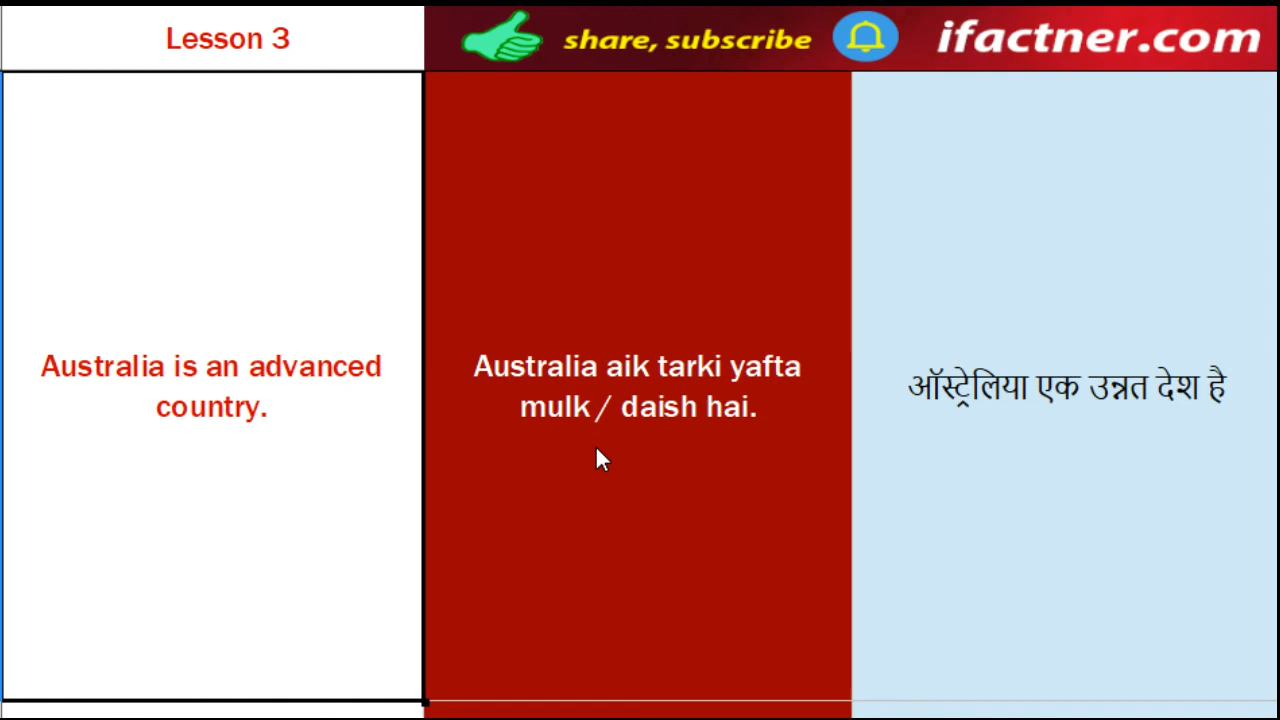 Lesson 3
share, subscribe
ifactner.com
Australia is an advanced
country.
Australia aik tarki yafta
mulk / daish hai.
ऑस्ट्रेलिया एक उन्नत देश है